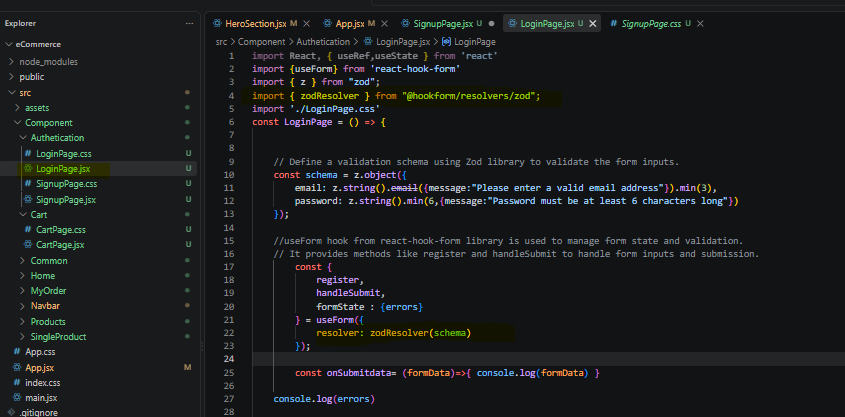 Explorer
eCommerce
node_modules
public
src
assets
Component
Authetication
LoginPage.css U
LoginPage.jsx U
SignupPage.css U
SignupPage.jsx U
Cart
CartPage.css U
CartPage.jsx U
Common
Home
MyOrder
Navbar
Products
SingleProduct
App.css
App.jsx M
index.css
main.jsx
.gitignore
HeroSection.jsx M App.jsx M SignupPage.jsx U LoginPage.jsx U SignupPage.css U
src > Component > Authetication > LoginPage.jsx > LoginPage
1 import React, { useRef,useState } from 'react'
2 import {useForm} from 'react-hook-form'
3 import { z } from "zod";
4 import { zodResolver } from "@hookform/resolvers/zod";
5 import './LoginPage.css'
6 const LoginPage = () => {
7
8
9 // Define a validation schema using Zod library to validate the form inputs.
10 const schema = z.object({
11 email: z.string().email({message:"Please enter a valid email address"}).min(3),
12 password: z.string().min(6,{message:"Password must be at least 6 characters long"})
13 });
14
15 //useForm hook from react-hook-form library is used to manage form state and validation.
16 // It provides methods like register and handleSubmit to handle form inputs and submission.
17 const {
18 register,
19 handleSubmit,
20 formState : {errors}
21 } = useForm({
22 resolver: zodResolver(schema)
23 });
24
25 const onSubmitdata= (formData)=>{ console.log(formData) }
26
27 console.log(errors)
28